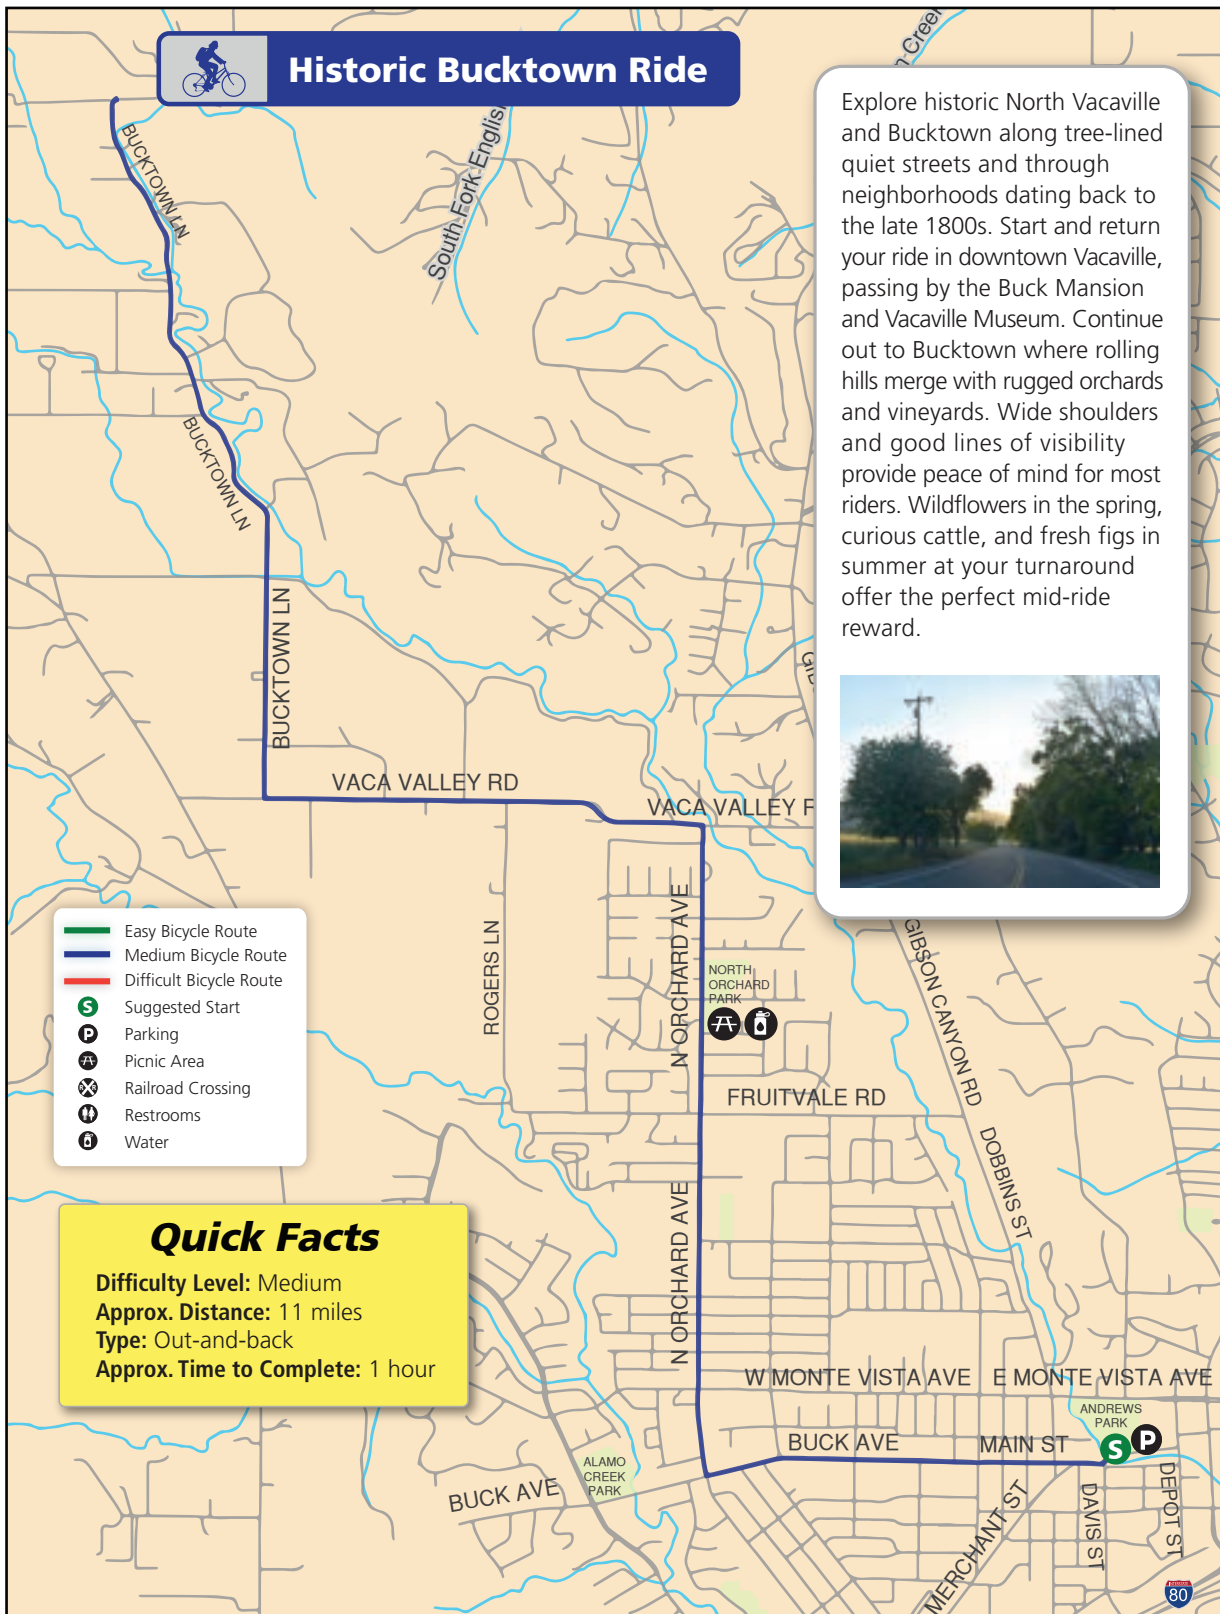 Historic Bucktown Ride
Explore historic North Vacaville
and Bucktown along tree-lined
quiet streets and through
neighborhoods dating back to
the late 1800s. Start and return
your ride in downtown Vacaville,
passing by the Buck Mansion
and Vacaville Museum. Continue
out to Bucktown where rolling
hills merge with rugged orchards
and vineyards. Wide shoulders
and good lines of visibility
provide peace of mind for most
riders. Wildflowers in the spring,
curious cattle, and fresh figs in
summer at your turnaround
offer the perfect mid-ride
reward.
South Fork English
Creek
BUCKTOWN LN
BUCKTOWN LN
BUCKTOWN LN
VACA VALLEY RD
VACA VALLEY
ROGERS LN
N ORCHARD AVE
NORTH
ORCHARD
PARK
GIBSON CANYON RD
FRUITVALE RD
DOBBINS ST
N ORCHARD AVE
Easy Bicycle Route
Medium Bicycle Route
Difficult Bicycle Route
S Suggested Start
P Parking
Picnic Area
R R Railroad Crossing
Restrooms
Water
Quick Facts
Difficulty Level: Medium
Approx. Distance: 11 miles
Type: Out-and-back
Approx. Time to Complete: 1 hour
W MONTE VISTA AVE
E MONTE VISTA AVE
ANDREWS
PARK
S P
BUCK AVE
MAIN ST
ALAMO
CREEK
PARK
BUCK AVE
MERCHANT ST
DAVIS ST
DEPOT ST
80